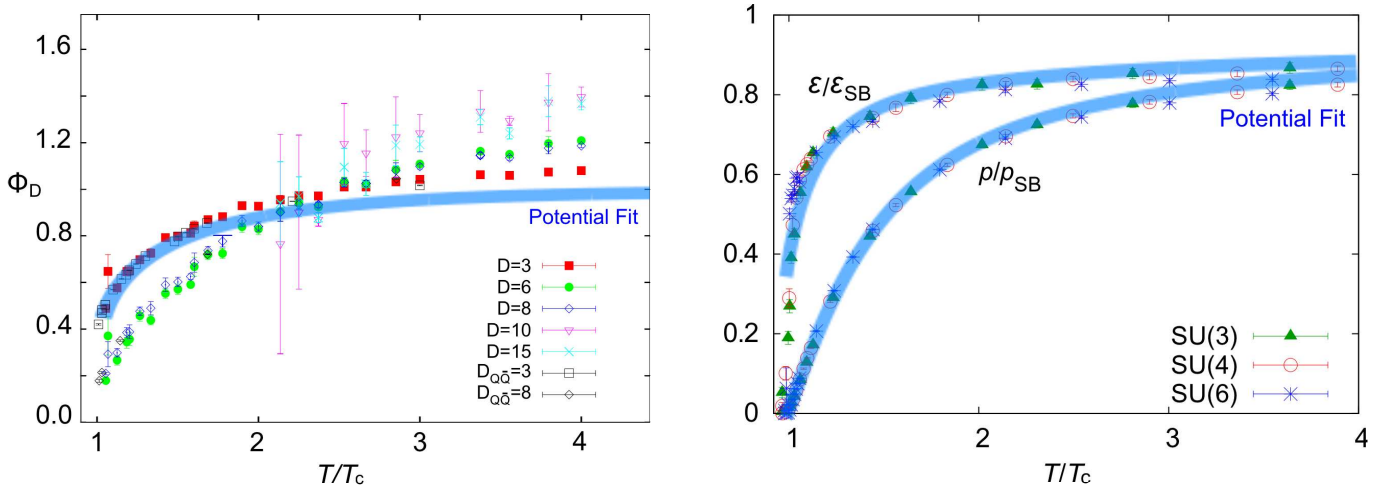 1.6
1.2
Φ_D
0.8
0.4
0.0
Potential Fit
D=3
D=6
D=8
D=10
D=15
D_QQ̄=3
D_QQ̄=8
1 2 3 4
T/T_c
1
0.8
0.6
0.4
0.2
0
ε/ε_SB
Potential Fit
p/p_SB
SU(3)
SU(4)
SU(6)
1 2 3 4
T/T_c